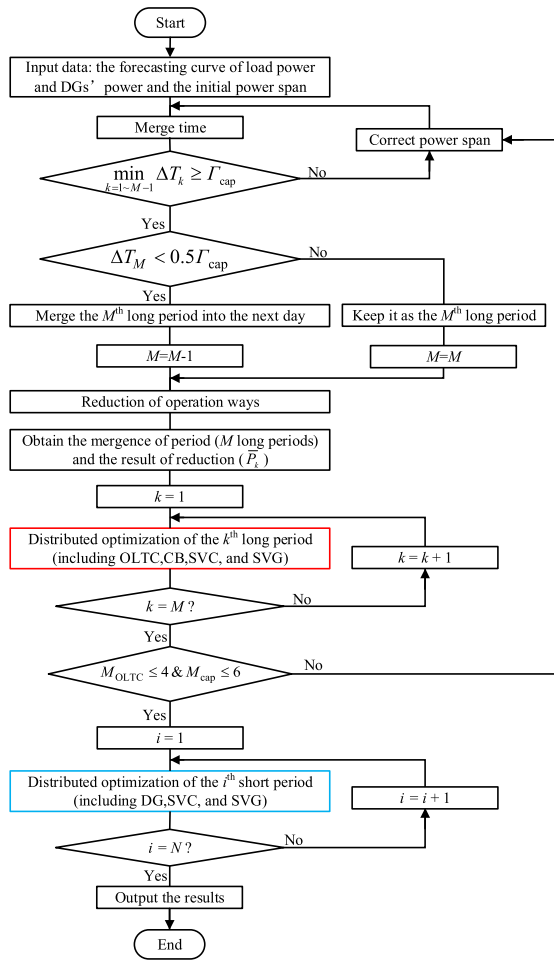 Start
Input data: the forecasting curve of load power
and DGs’ power and the initial power span
Merge time
Correct power span
min ΔT_k ≥ Γ_cap
k=1~M−1
No
Yes
ΔT_M < 0.5Γ_cap
No
Yes
Merge the M^th long period into the next day
Keep it as the M^th long period
M=M-1
M=M
Reduction of operation ways
Obtain the mergence of period (M long periods)
and the result of reduction (P̅_k)
k = 1
Distributed optimization of the k^th long period
(including OLTC,CB,SVC, and SVG)
k = k + 1
k = M ?
No
Yes
M_OLTC ≤ 4 & M_cap ≤ 6
No
Yes
i = 1
Distributed optimization of the i^th short period
(including DG,SVC, and SVG)
i = i + 1
i = N ?
No
Yes
Output the results
End